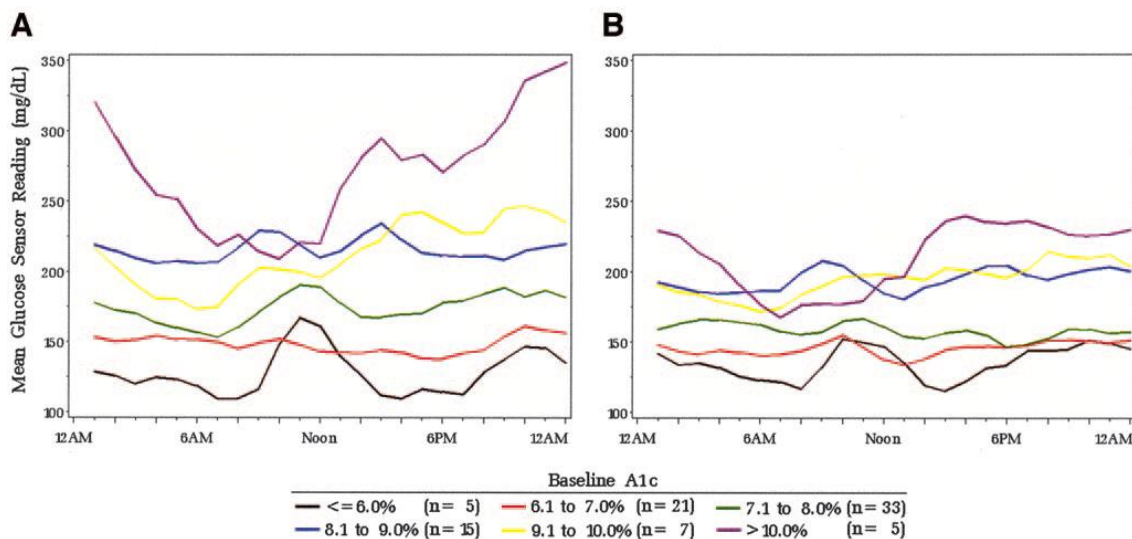 A
B
Mean Glucose Sensor Reading (mg/dL)
350
300
250
200
150
100
12AM 6AM Noon 6PM 12AM
350
300
250
200
150
100
12AM 6AM Noon 6PM 12AM
Baseline A1c
<= 6.0% (n= 5) 6.1 to 7.0% (n= 21) 7.1 to 8.0% (n= 33)
8.1 to 9.0% (n= 15) 9.1 to 10.0% (n= 7) >10.0% (n= 5)